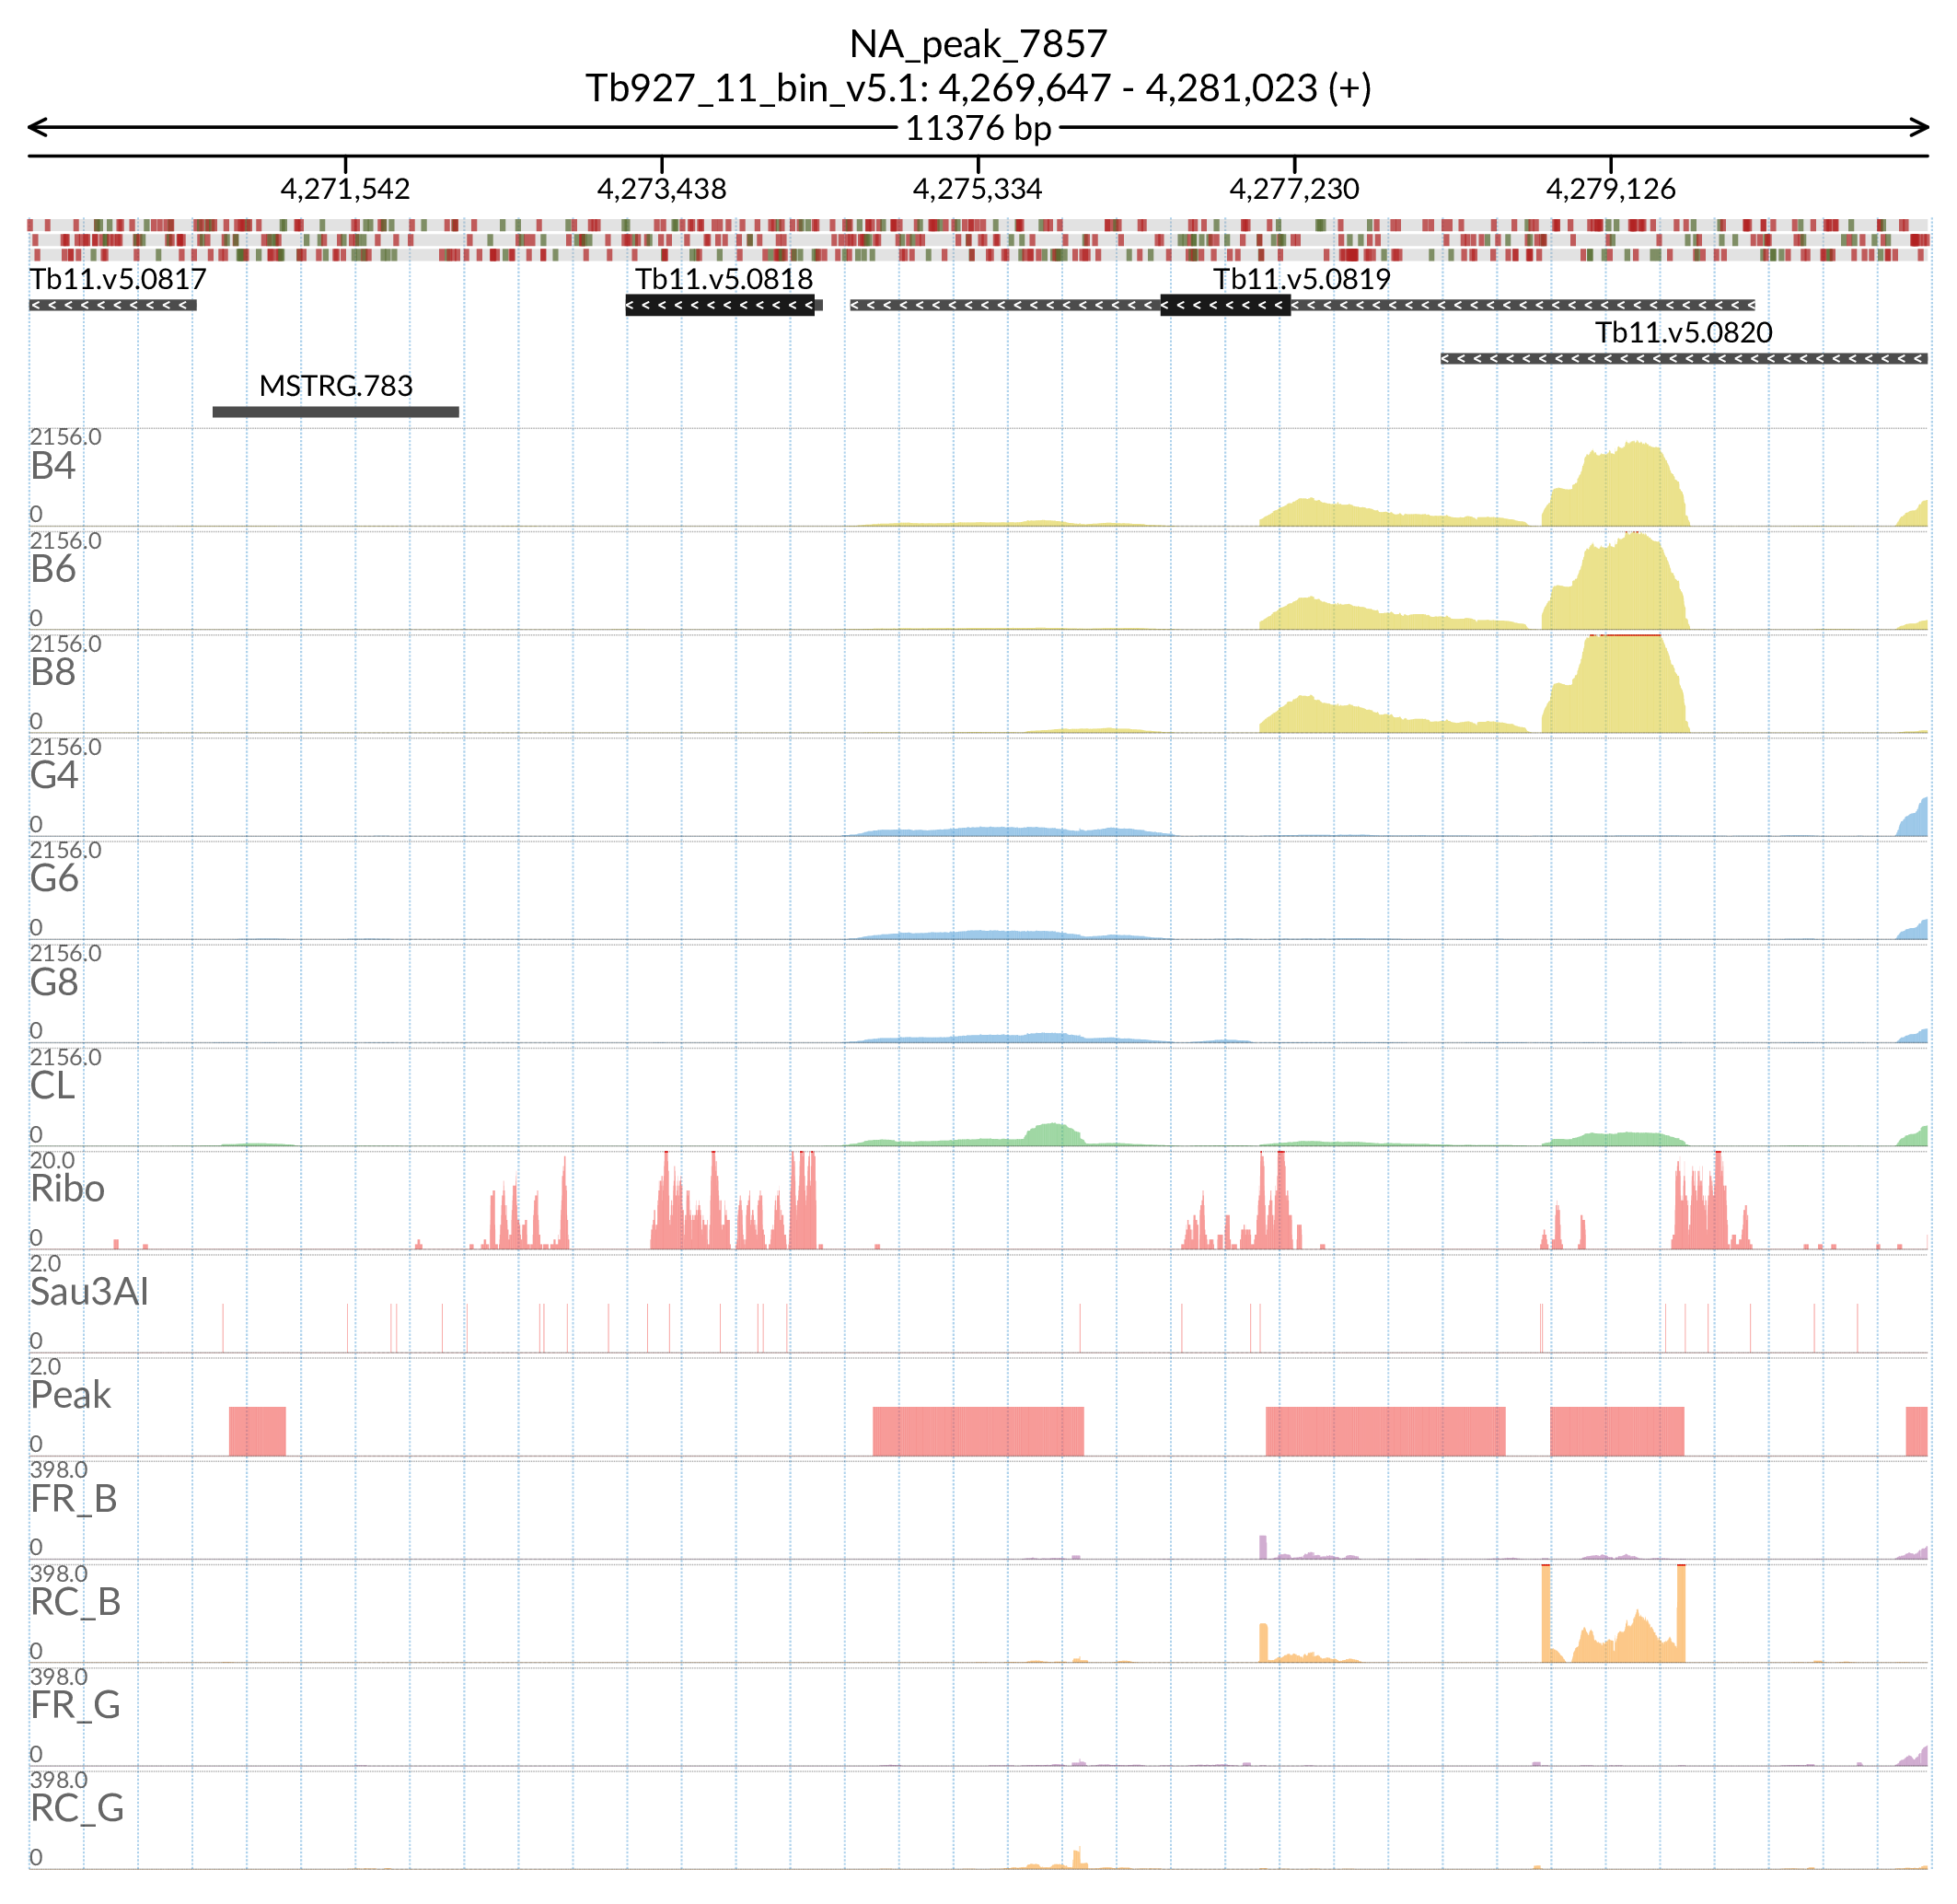 NA_peak_7857
Tb927_11_bin_v5.1: 4,269,647 - 4,281,023 (+)
11376 bp
4,271,542 4,273,438 4,275,334 4,277,230 4,279,126
Tb11.v5.0817 Tb11.v5.0818 Tb11.v5.0819
Tb11.v5.0820
MSTRG.783
2156.0
B4
0
2156.0
B6
0
2156.0
B8
0
2156.0
G4
0
2156.0
G6
0
2156.0
G8
0
2156.0
CL
0
20.0
Ribo
0
2.0
Sau3AI
0
2.0
Peak
0
398.0
FR_B
0
398.0
RC_B
0
398.0
FR_G
0
398.0
RC_G
0